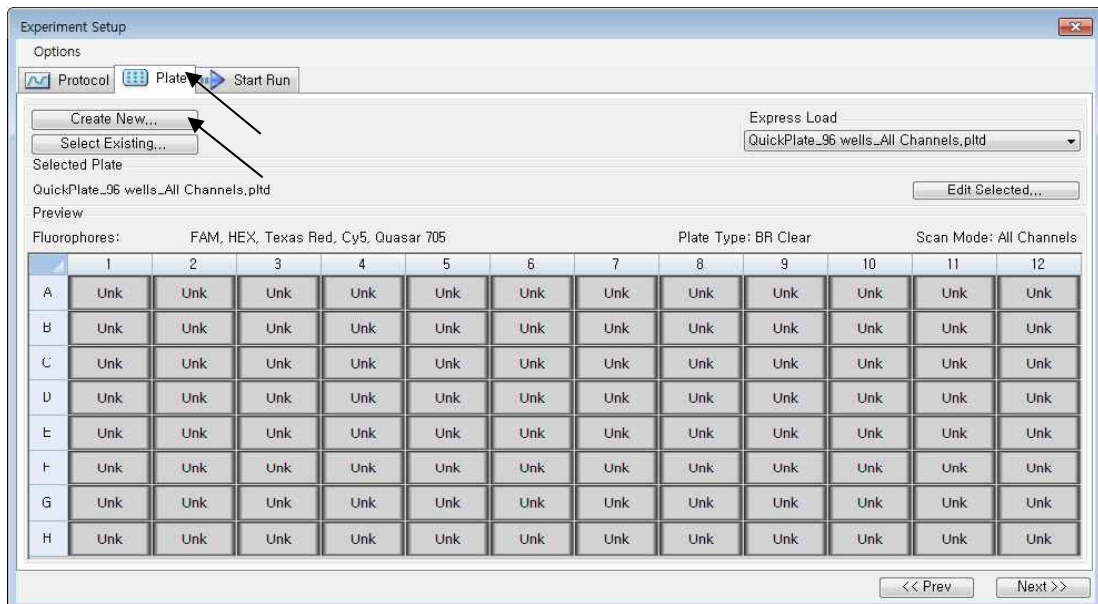 Experiment Setup
Options
Protocol Plate Start Run
Create New... Express Load
Select Existing... QuickPlate_96 wells_All Channels.pltd
Selected Plate
QuickPlate_96 wells_All Channels.pltd Edit Selected...
Preview
Fluorophores: FAM, HEX, Texas Red, Cy5, Quasar 705 Plate Type: BR Clear Scan Mode: All Channels
1 2 3 4 5 6 7 8 9 10 11 12
A Unk Unk Unk Unk Unk Unk Unk Unk Unk Unk Unk Unk
B Unk Unk Unk Unk Unk Unk Unk Unk Unk Unk Unk Unk
C Unk Unk Unk Unk Unk Unk Unk Unk Unk Unk Unk Unk
D Unk Unk Unk Unk Unk Unk Unk Unk Unk Unk Unk Unk
E Unk Unk Unk Unk Unk Unk Unk Unk Unk Unk Unk Unk
F Unk Unk Unk Unk Unk Unk Unk Unk Unk Unk Unk Unk
G Unk Unk Unk Unk Unk Unk Unk Unk Unk Unk Unk Unk
H Unk Unk Unk Unk Unk Unk Unk Unk Unk Unk Unk Unk
<< Prev Next >>